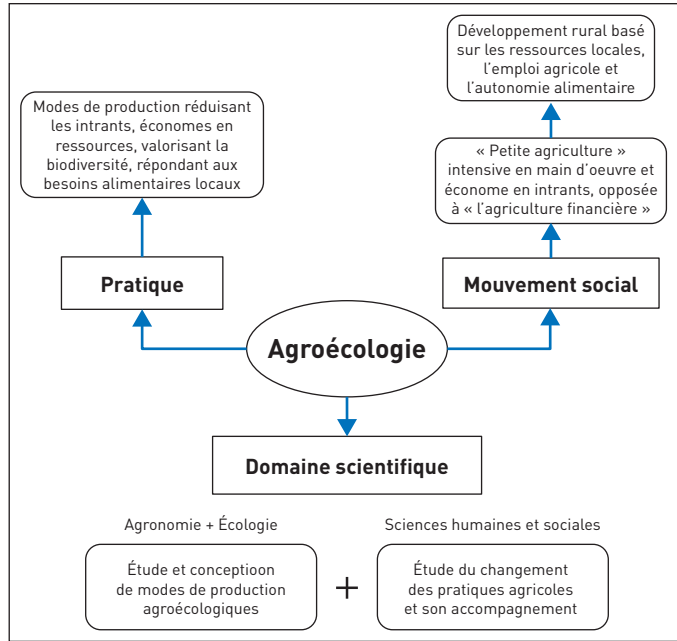 Développement rural basé
sur les ressources locales,
l'emploi agricole et
l'autonomie alimentaire
Modes de production réduisant
les intrants, économes en
ressources, valorisant la
biodiversité, répondant aux
besoins alimentaires locaux
« Petite agriculture »
intensive en main d'oeuvre et
économe en intrants, opposée
à « l'agriculture financière »
Pratique
Mouvement social
Agroécologie
Domaine scientifique
Agronomie + Écologie
Étude et conceptioon
de modes de production
agroécologiques
+
Sciences humaines et sociales
Étude du changement
des pratiques agricoles
et son accompagnement